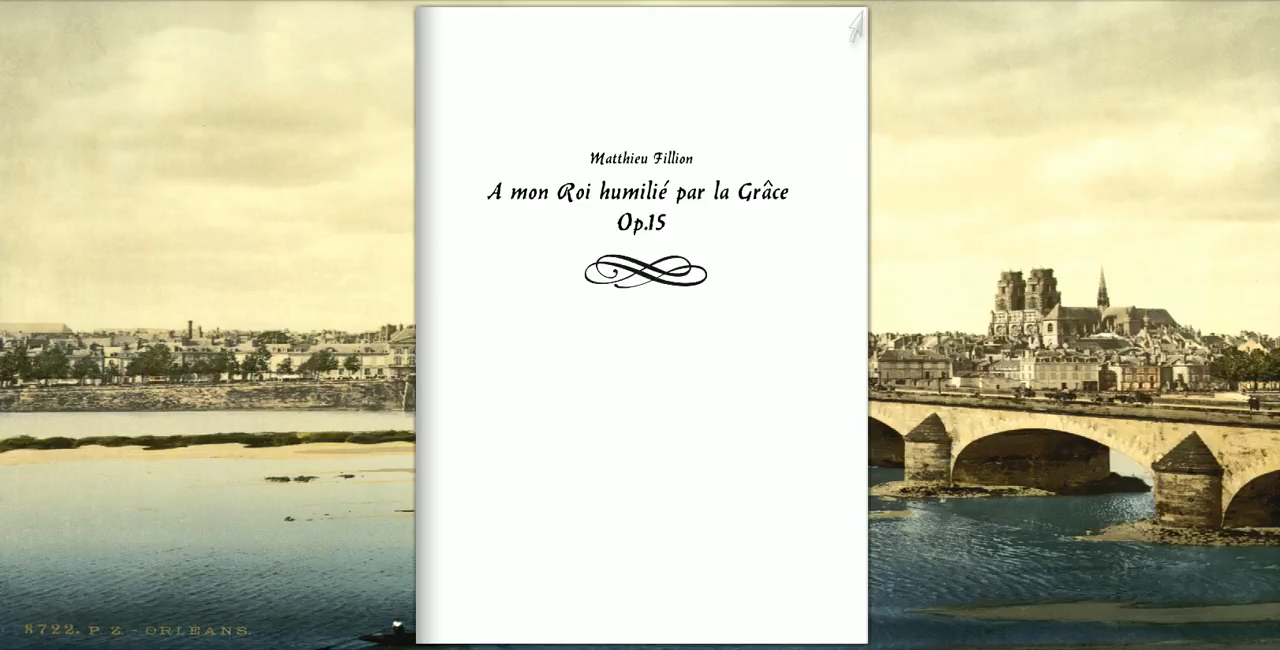 Matthieu Fillion
A mon Roi humilié par la Grâce
Op.15
8722. P. Z - ORLEANS.